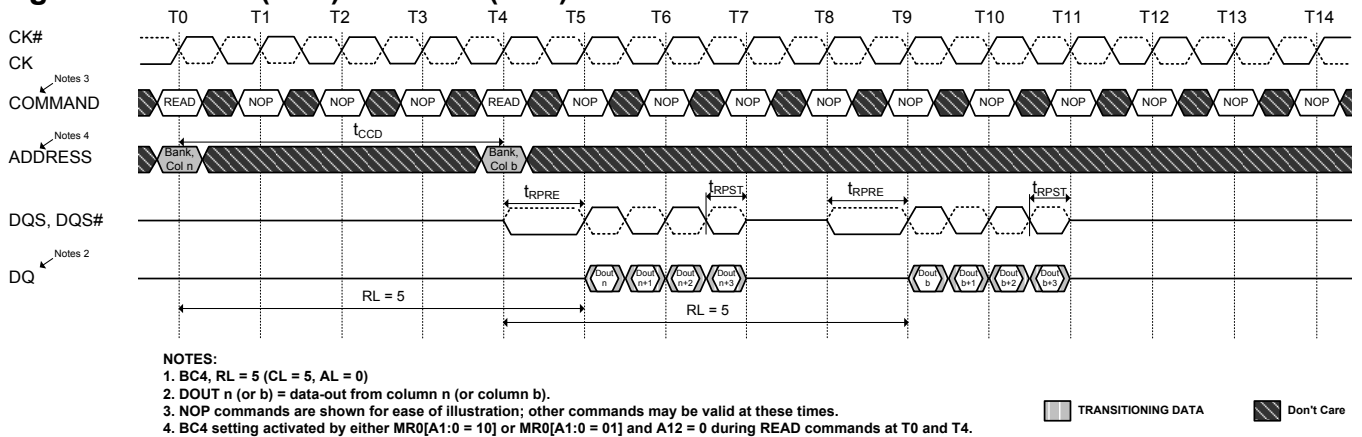 T0 T1 T2 T3 T4 T5 T6 T7 T8 T9 T10 T11 T12 T13 T14
CK#
CK
Notes 3
COMMAND
READ NOP NOP NOP READ NOP NOP NOP NOP NOP NOP NOP NOP NOP NOP
tCCD
Notes 4
ADDRESS
Bank, Col n
Bank, Col b
tRPRE
tRPST
tRPRE
tRPST
DQS, DQS#
Notes 2
DQ
Dout n
Dout n+1
Dout n+2
Dout n+3
Dout b
Dout b+1
Dout b+2
Dout b+3
RL = 5
RL = 5
NOTES:
1. BC4, RL = 5 (CL = 5, AL = 0)
2. DOUT n (or b) = data-out from column n (or column b).
3. NOP commands are shown for ease of illustration; other commands may be valid at these times.
4. BC4 setting activated by either MR0[A1:0 = 10] or MR0[A1:0 = 01] and A12 = 0 during READ commands at T0 and T4.
TRANSITIONING DATA
Don't Care